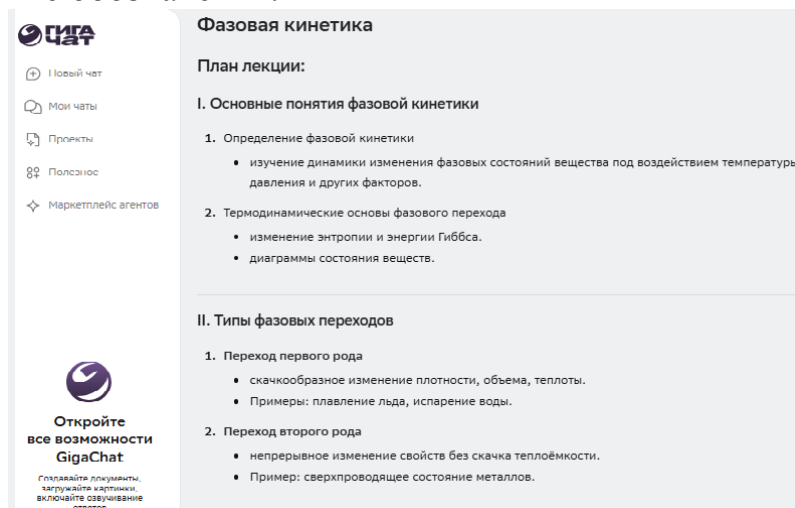 ГИГА
ЧАТ
Новый чат
Мои чаты
Проекты
Полезное
Маркетплейс агентов
Откройте
все возможности
GigaChat
Создавайте документы,
загружайте картинки,
включайте озвучивание
ответов
Фазовая кинетика
План лекции:
I. Основные понятия фазовой кинетики
1. Определение фазовой кинетики
• изучение динамики изменения фазовых состояний вещества под воздействием температуры
давления и других факторов.
2. Термодинамические основы фазового перехода
• изменение энтропии и энергии Гиббса.
• диаграммы состояния веществ.
II. Типы фазовых переходов
1. Переход первого рода
• скачкообразное изменение плотности, объема, теплоты.
• Примеры: плавление льда, испарение воды.
2. Переход второго рода
• непрерывное изменение свойств без скачка теплоёмкости.
• Пример: сверхпроводящее состояние металлов.